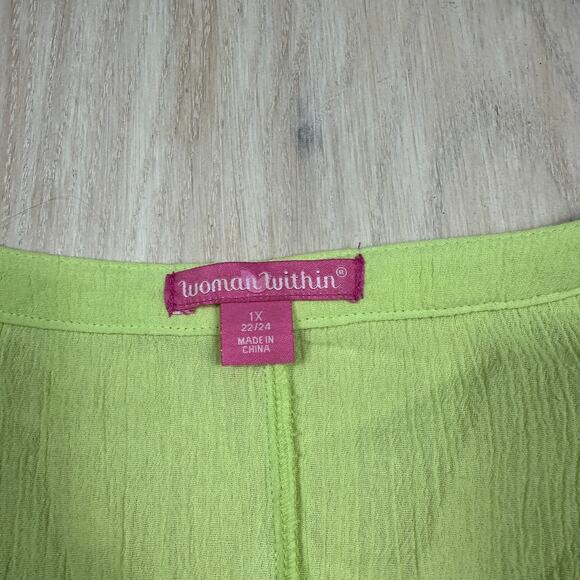 woman within®
1X
22/24
MADE IN
CHINA